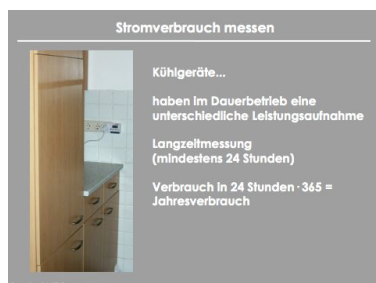 Stromverbrauch messen
Kühlgeräte...
haben im Dauerbetrieb eine
unterschiedliche Leistungsaufnahme
Langzeitmessung
(mindestens 24 Stunden)
Verbrauch in 24 Stunden · 365 =
Jahresverbrauch